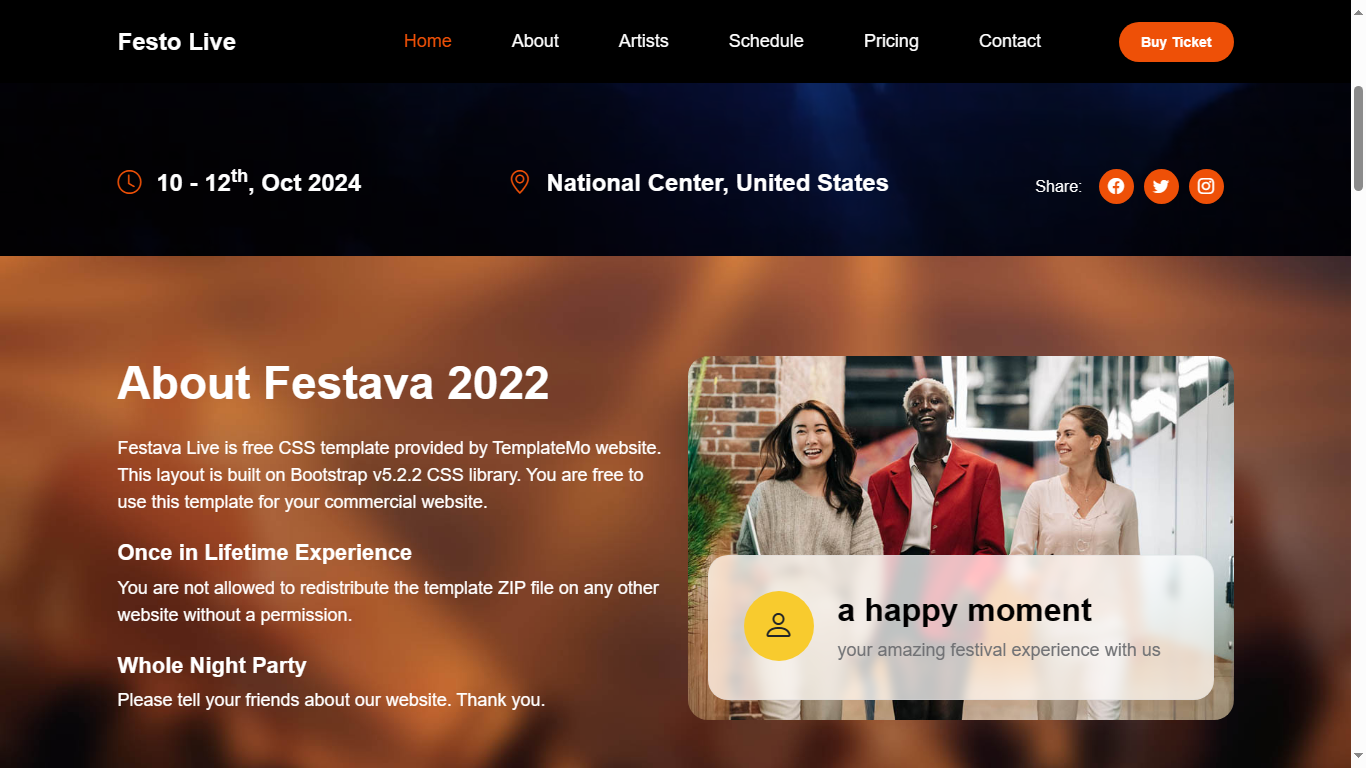 Festo Live
Home
About
Artists
Schedule
Pricing
Contact
Buy Ticket
10 - 12th, Oct 2024
National Center, United States
Share:
About Festava 2022
Festava Live is free CSS template provided by TemplateMo website.
This layout is built on Bootstrap v5.2.2 CSS library. You are free to
use this template for your commercial website.
Once in Lifetime Experience
You are not allowed to redistribute the template ZIP file on any other
website without a permission.
Whole Night Party
Please tell your friends about our website. Thank you.
a happy moment
your amazing festival experience with us